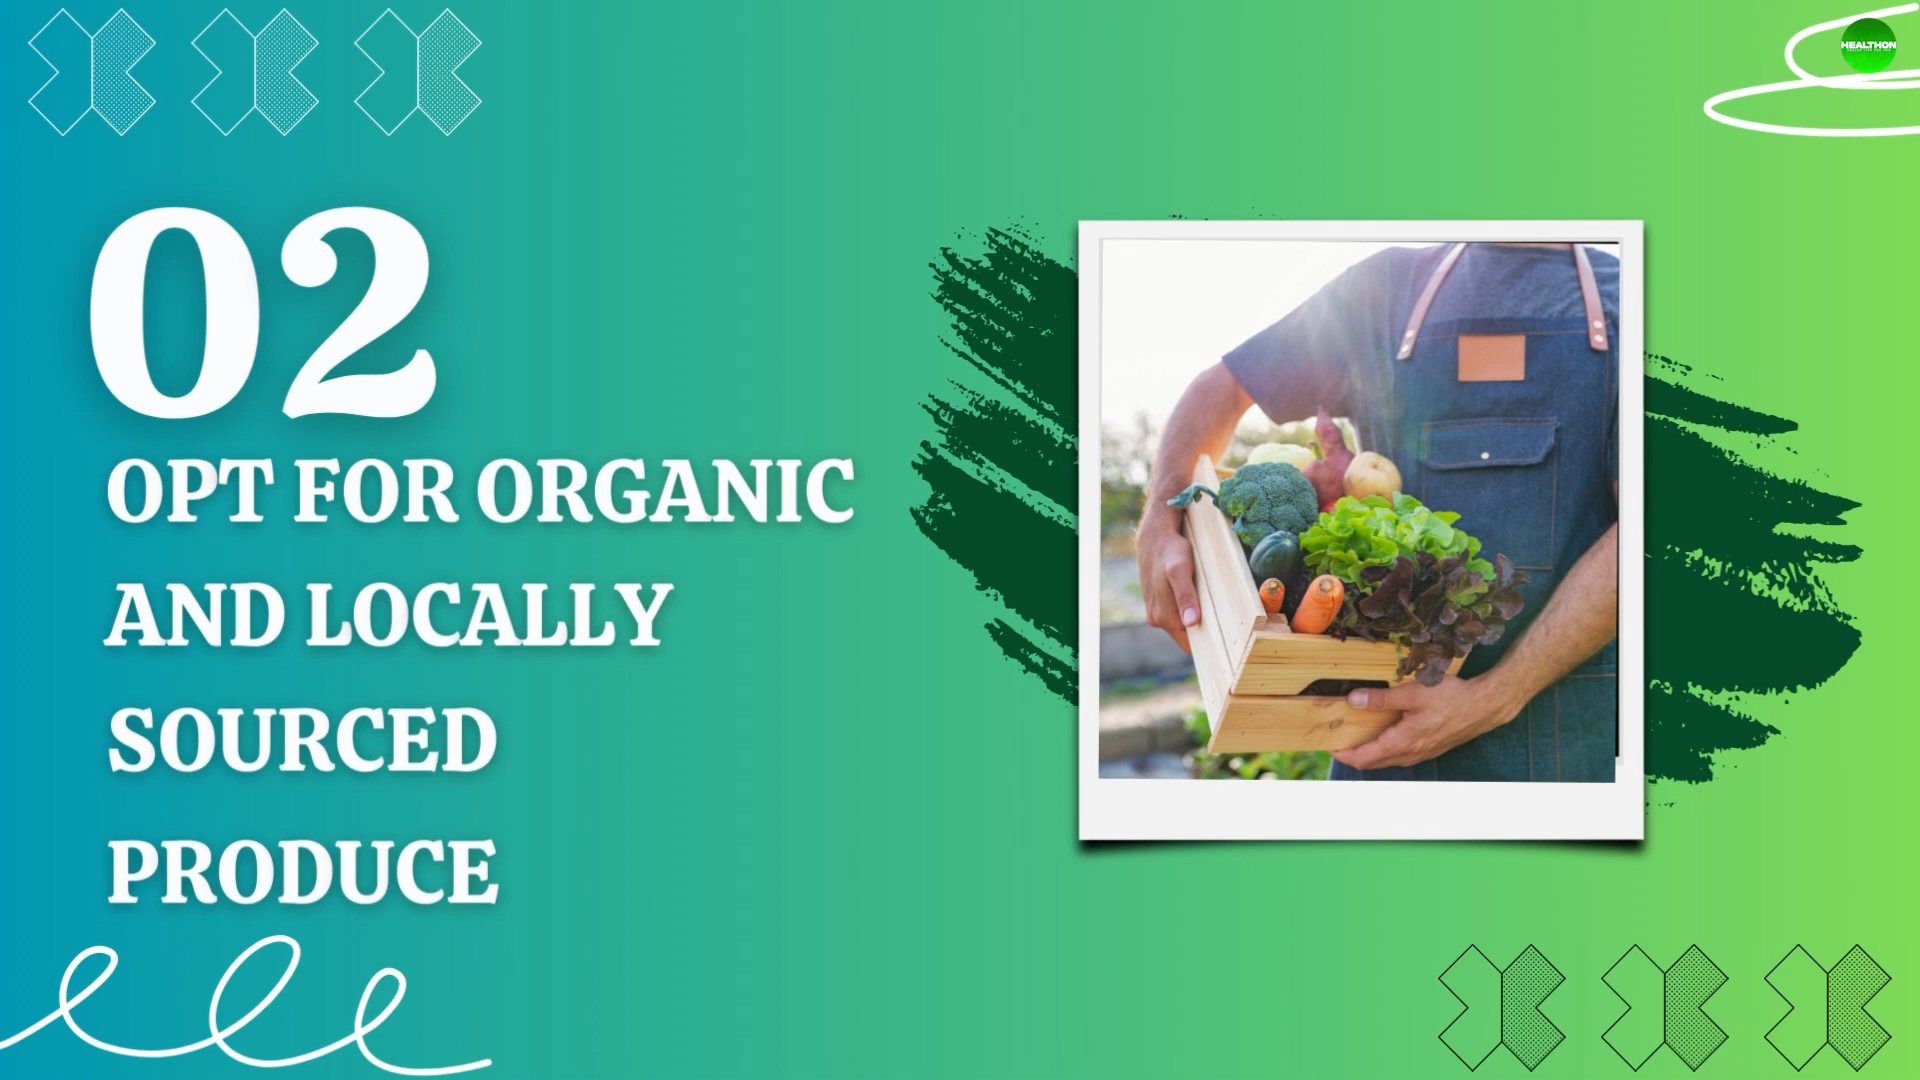 HEALTHON
02
OPT FOR ORGANIC
AND LOCALLY
SOURCED
PRODUCE